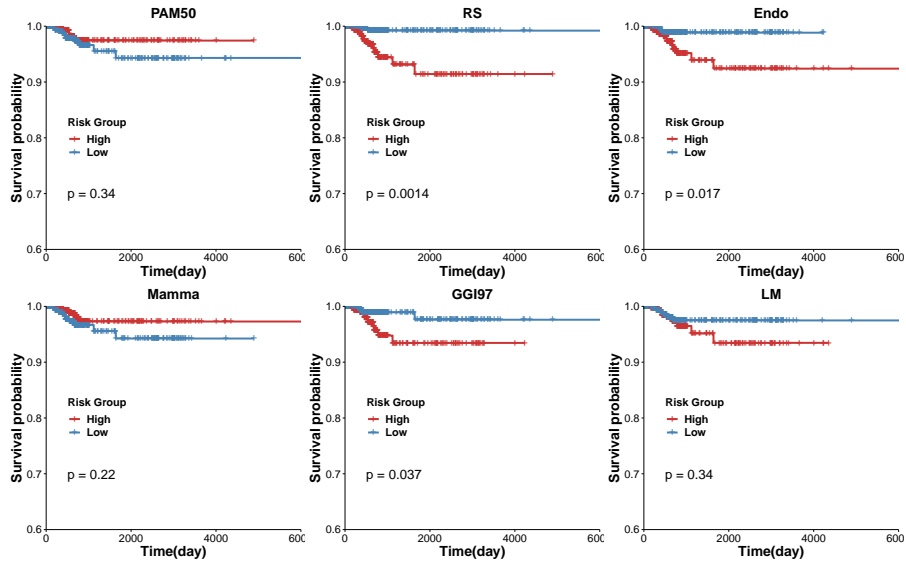 PAM50
Survival probability
1.0
0.9
0.8
0.7
0.6
Risk Group
High
Low
p = 0.34
0 2000 4000 600
Time(day)
RS
Survival probability
1.0
0.9
0.8
0.7
0.6
Risk Group
High
Low
p = 0.0014
0 2000 4000 600
Time(day)
Endo
Survival probability
1.0
0.9
0.8
0.7
0.6
Risk Group
High
Low
p = 0.017
0 2000 4000 6000
Time(day)
Mamma
Survival probability
1.0
0.9
0.8
0.7
0.6
Risk Group
High
Low
p = 0.22
0 2000 4000 600
Time(day)
GGI97
Survival probability
1.0
0.9
0.8
0.7
0.6
Risk Group
High
Low
p = 0.037
0 2000 4000 600
Time(day)
LM
Survival probability
1.0
0.9
0.8
0.7
0.6
Risk Group
High
Low
p = 0.34
0 2000 4000 6000
Time(day)